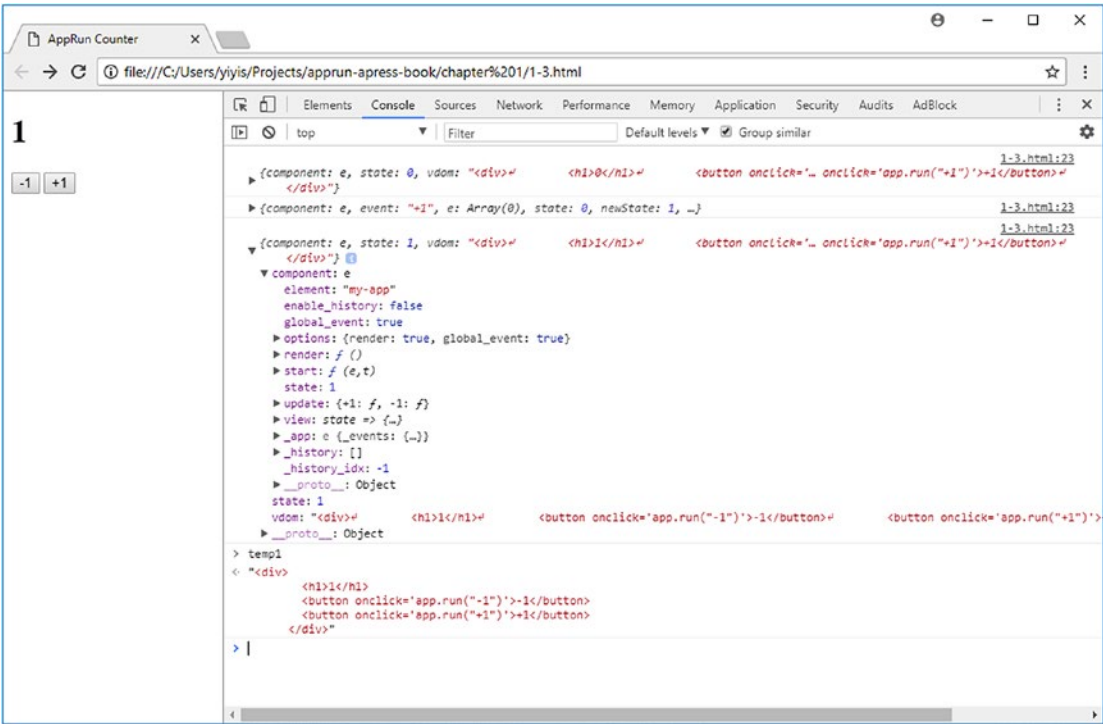 AppRun Counter
file:///C:/Users/yiyis/Projects/apprun-apress-book/chapter%201/1-3.html
1
-1 +1
Elements Console Sources Network Performance Memory Application Security Audits AdBlock
top Filter Default levels Group similar
1-3.html:23
{component: e, state: 0, vdom: "<div>↵ <h1>0</h1>↵ <button onclick='… onclick='app.run("+1")'>+1</button>↵
</div>"}
{component: e, event: "+1", e: Array(0), state: 0, newState: 1, …} 1-3.html:23
1-3.html:23
{component: e, state: 1, vdom: "<div>↵ <h1>1</h1>↵ <button onclick='… onclick='app.run("+1")'>+1</button>↵
</div>"}
component: e
element: "my-app"
enable_history: false
global_event: true
options: {render: true, global_event: true}
render: ƒ ()
start: ƒ (e,t)
state: 1
update: {+1: ƒ, -1: ƒ}
view: state => {…}
_app: e {_events: {…}}
_history: []
_history_idx: -1
__proto__: Object
state: 1
vdom: "<div>↵ <h1>1</h1>↵ <button onclick='app.run("-1")'>-1</button>↵ <button onclick='app.run("+1")'>
__proto__: Object
> temp1
"<div>
<h1>1</h1>
<button onclick='app.run("-1")'>-1</button>
<button onclick='app.run("+1")'>+1</button>
</div>"
>